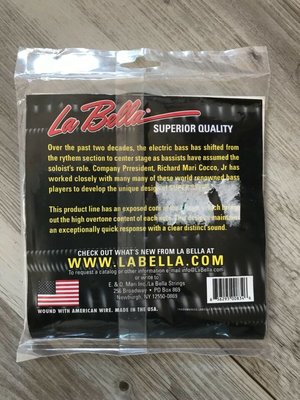 La Bella
SUPERIOR QUALITY
Over the past two decades, the electric bass has shifted
from the rythem section to center stage as bassists have assumed the
soloist's role. Company Prresident, Richard Mari Cocco, Jr has
worked closely with many many of these world renowned bass
players to develop the unique design of
This product line has an exposed
out the high overtone content of each This design maintains
an exceptionally quick response with a clear distinct sound.
CHECK OUT WHAT'S NEW FROM LA BELLA AT
WWW.LABELLA.COM
To request a catalog or other information e-mail info@LaBella.com
or write to:
E. & O. Mari Inc./La Bella Strings
256 Broadway • PO Box 869
Newburgh, NY 12550-0869
WOUND WITH AMERICAN WIRE. MADE IN THE USA.